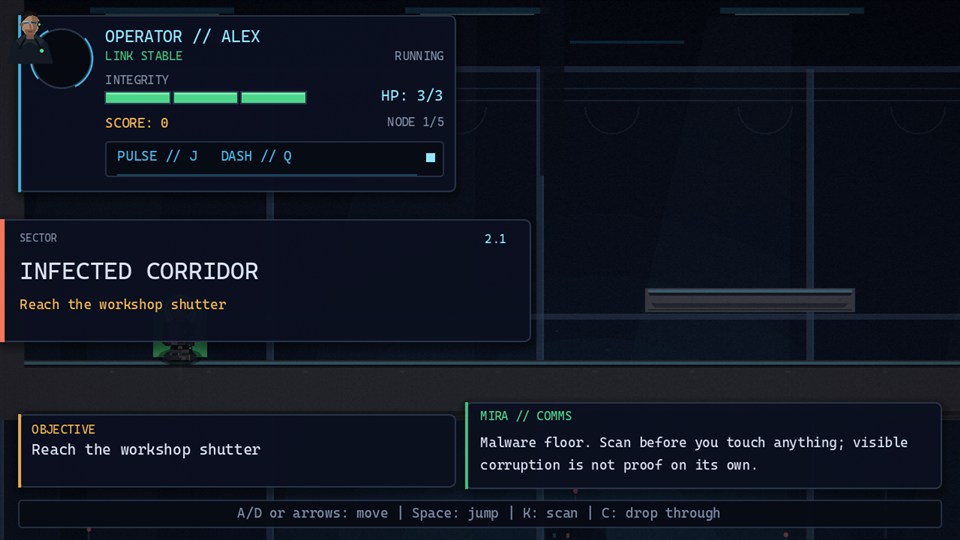 OPERATOR // ALEX
LINK STABLE
RUNNING
INTEGRITY
HP: 3/3
SCORE: 0
NODE 1/5
PULSE // J DASH // Q
SECTOR
2.1
INFECTED CORRIDOR
Reach the workshop shutter
OBJECTIVE
Reach the workshop shutter
MIRA // COMMS
Malware floor. Scan before you touch anything; visible
corruption is not proof on its own.
A/D or arrows: move | Space: jump | K: scan | C: drop through